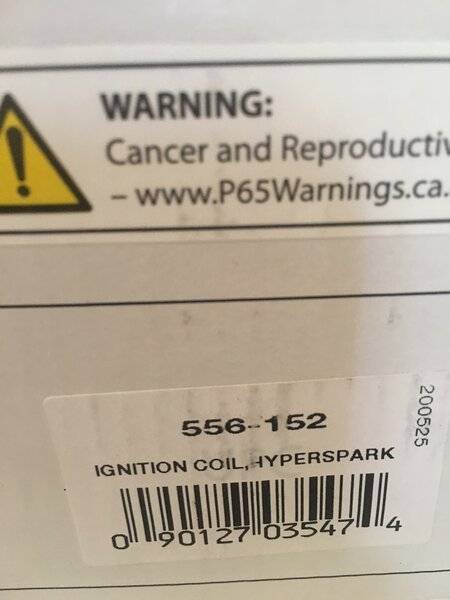 WARNING:
Cancer and Reproductiv
– www.P65Warnings.ca.
556-152
IGNITION COIL,HYPERSPARK
0 90127 03547 4
200525